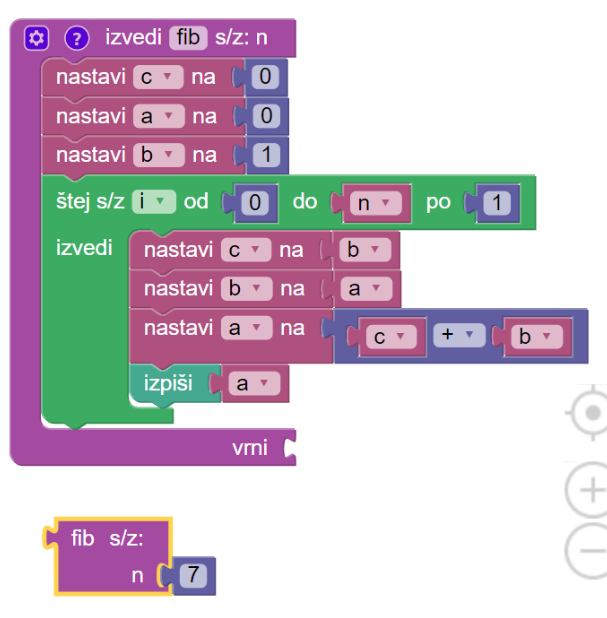 ? izvedi fib s/z: n
nastavi c na 0
nastavi a na 0
nastavi b na 1
štej s/z i od 0 do n po 1
izvedi nastavi c na b
nastavi b na a
nastavi a na c + b
izpiši a
vrni
fib s/z:
n 7